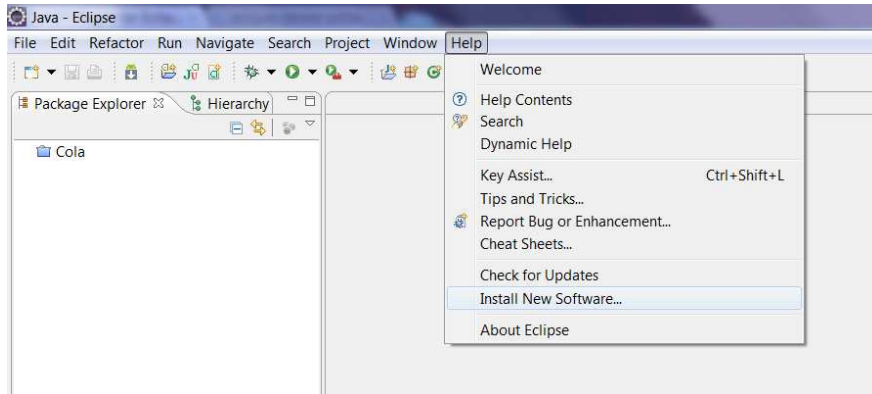 Java - Eclipse
File Edit Refactor Run Navigate Search Project Window Help
Package Explorer Hierarchy
Cola
Welcome
Help Contents
Search
Dynamic Help
Key Assist... Ctrl+Shift+L
Tips and Tricks...
Report Bug or Enhancement...
Cheat Sheets...
Check for Updates
Install New Software...
About Eclipse